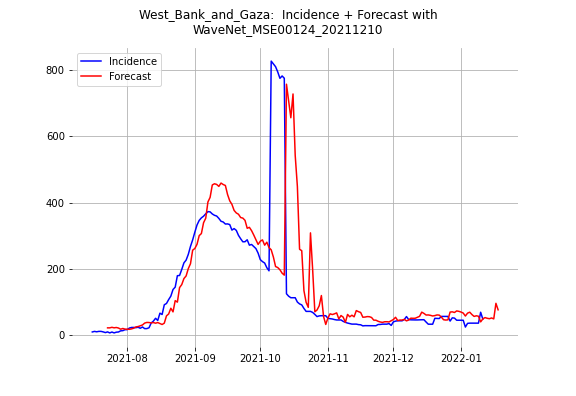 West_Bank_and_Gaza:  Incidence + Forecast with
WaveNet_MSE00124_20211210
Incidence
Forecast
800
600
400
200
0
2021-08 2021-09 2021-10 2021-11 2021-12 2022-01